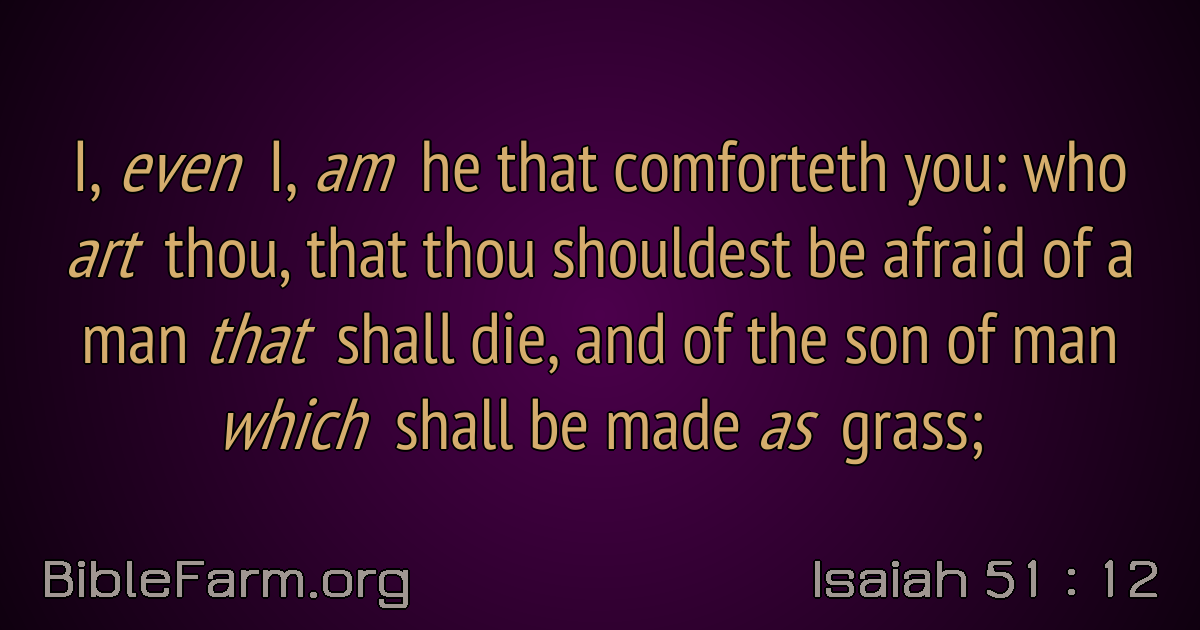 I, even I, am he that comforteth you: who
art thou, that thou shouldest be afraid of a
man that shall die, and of the son of man
which shall be made as grass;
BibleFarm.org
Isaiah 51 : 12